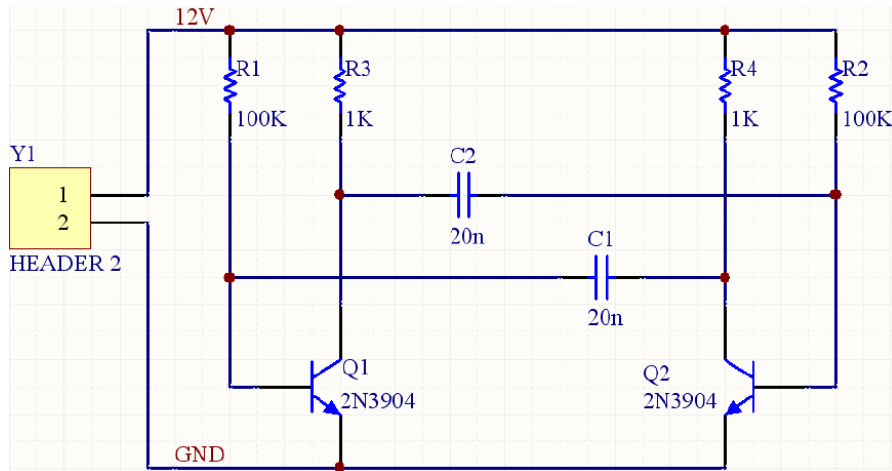 12V
R1
R3
R4
R2
100K
1K
1K
100K
Y1
C2
1
2
20n
C1
HEADER 2
20n
Q1
Q2
2N3904
2N3904
GND